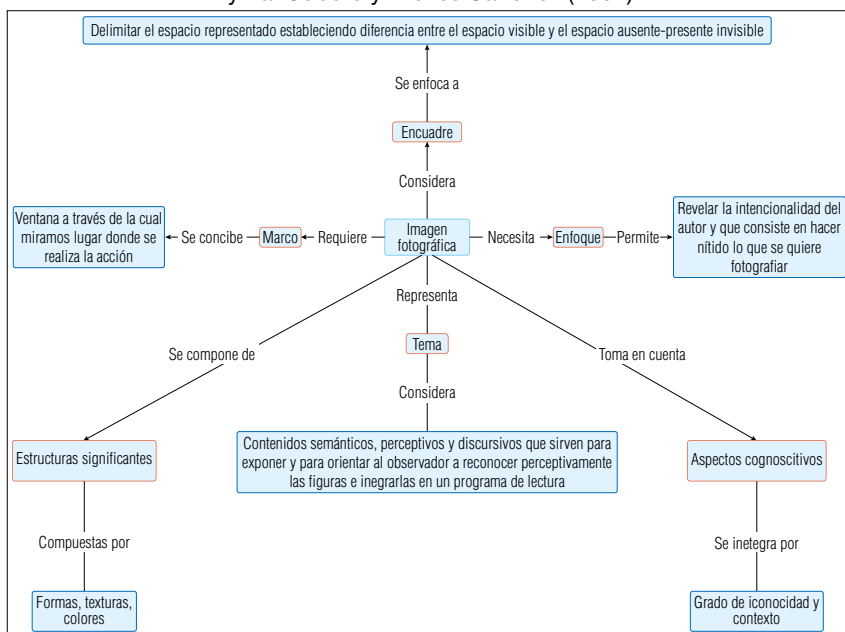 Delimitar el espacio representado estableciendo diferencia entre el espacio visible y el espacio ausente-presente invisible
Se enfoca a
Encuadre
Considera
Ventana a través de la cual
miramos lugar donde se
realiza la acción
Se concibe
Marco
Requiere
Imagen
fotográfica
Necesita
Enfoque
Permite
Revelar la intencionalidad del
autor y que consiste en hacer
nítido lo que se quiere
fotografiar
Representa
Tema
Considera
Contenidos semánticos, perceptivos y discursivos que sirven para
exponer y para orientar al observador a reconocer perceptivamente
las figuras e inegrarlas en un programa de lectura
Se compone de
Estructuras significantes
Compuestas por
Formas, texturas,
colores
Toma en cuenta
Aspectos cognoscitivos
Se inetegra por
Grado de iconocidad y
contexto